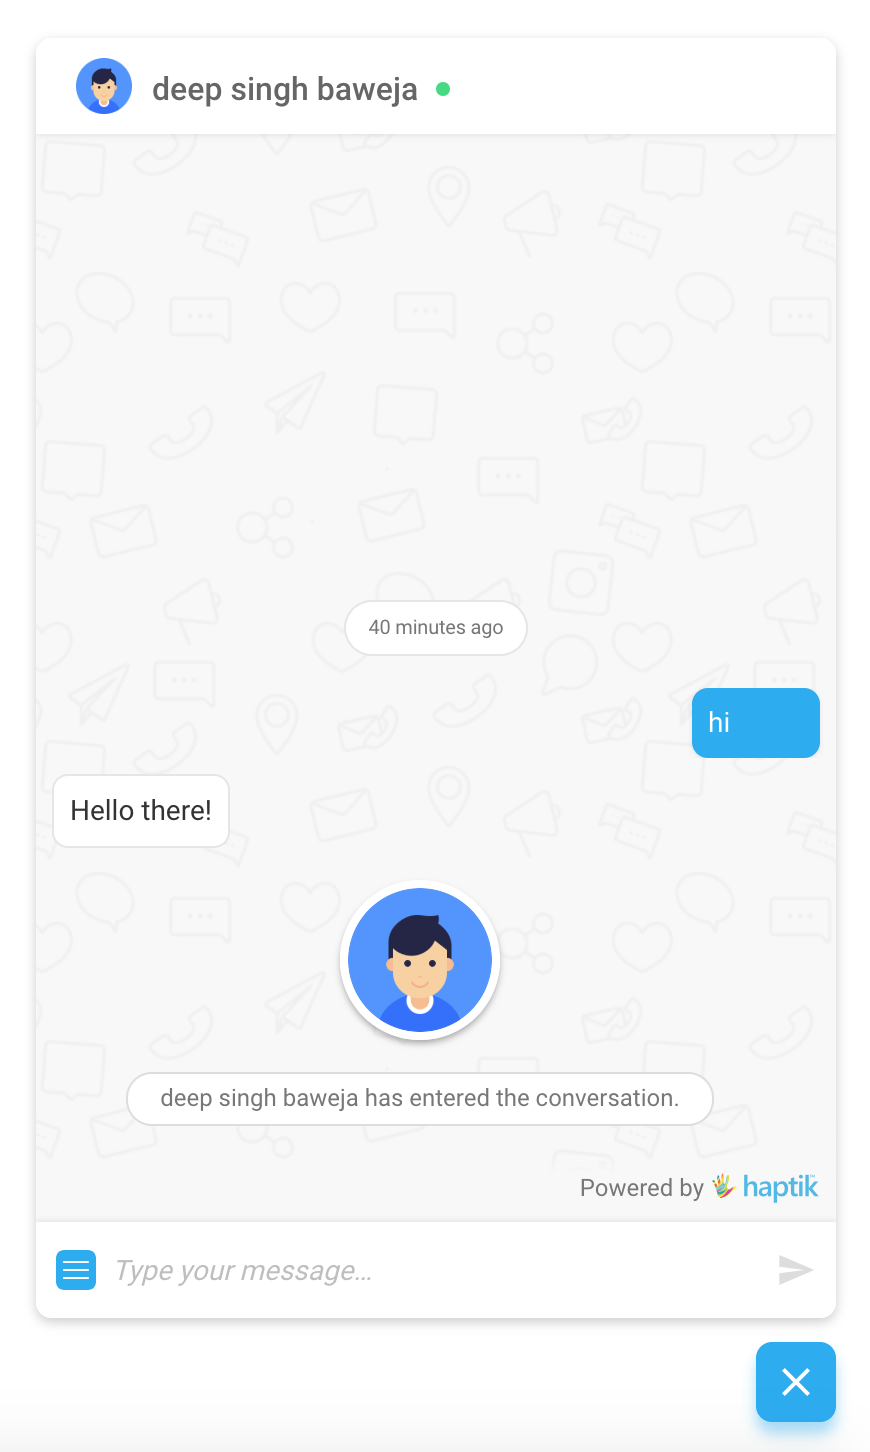 deep singh baweja
40 minutes ago
hi
Hello there!
deep singh baweja has entered the conversation.
Powered by haptik
Type your message...